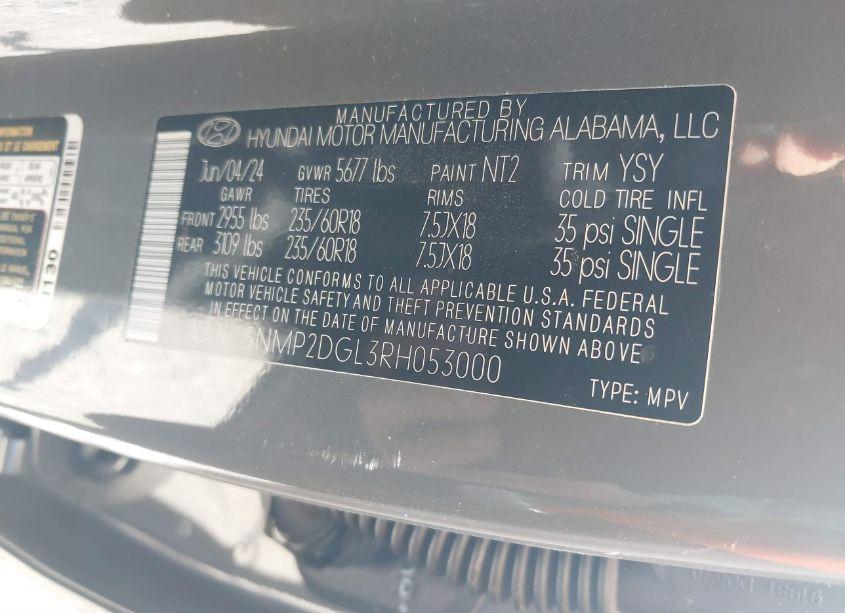 MANUFACTURED BY
HYUNDAI MOTOR MANUFACTURING ALABAMA, LLC
Jun/04/24 GVWR 5677 lbs PAINT NT2 TRIM YSY
GAWR TIRES RIMS COLD TIRE INFL
FRONT 2955 lbs 235/60R18 7.5JX18 35 psi SINGLE
REAR 3109 lbs 235/60R18 7.5JX18 35 psi SINGLE
THIS VEHICLE CONFORMS TO ALL APPLICABLE U.S.A. FEDERAL
MOTOR VEHICLE SAFETY AND THEFT PREVENTION STANDARDS
IN EFFECT ON THE DATE OF MANUFACTURE SHOWN ABOVE
5NMP2DGL3RH053000
TYPE: MPV